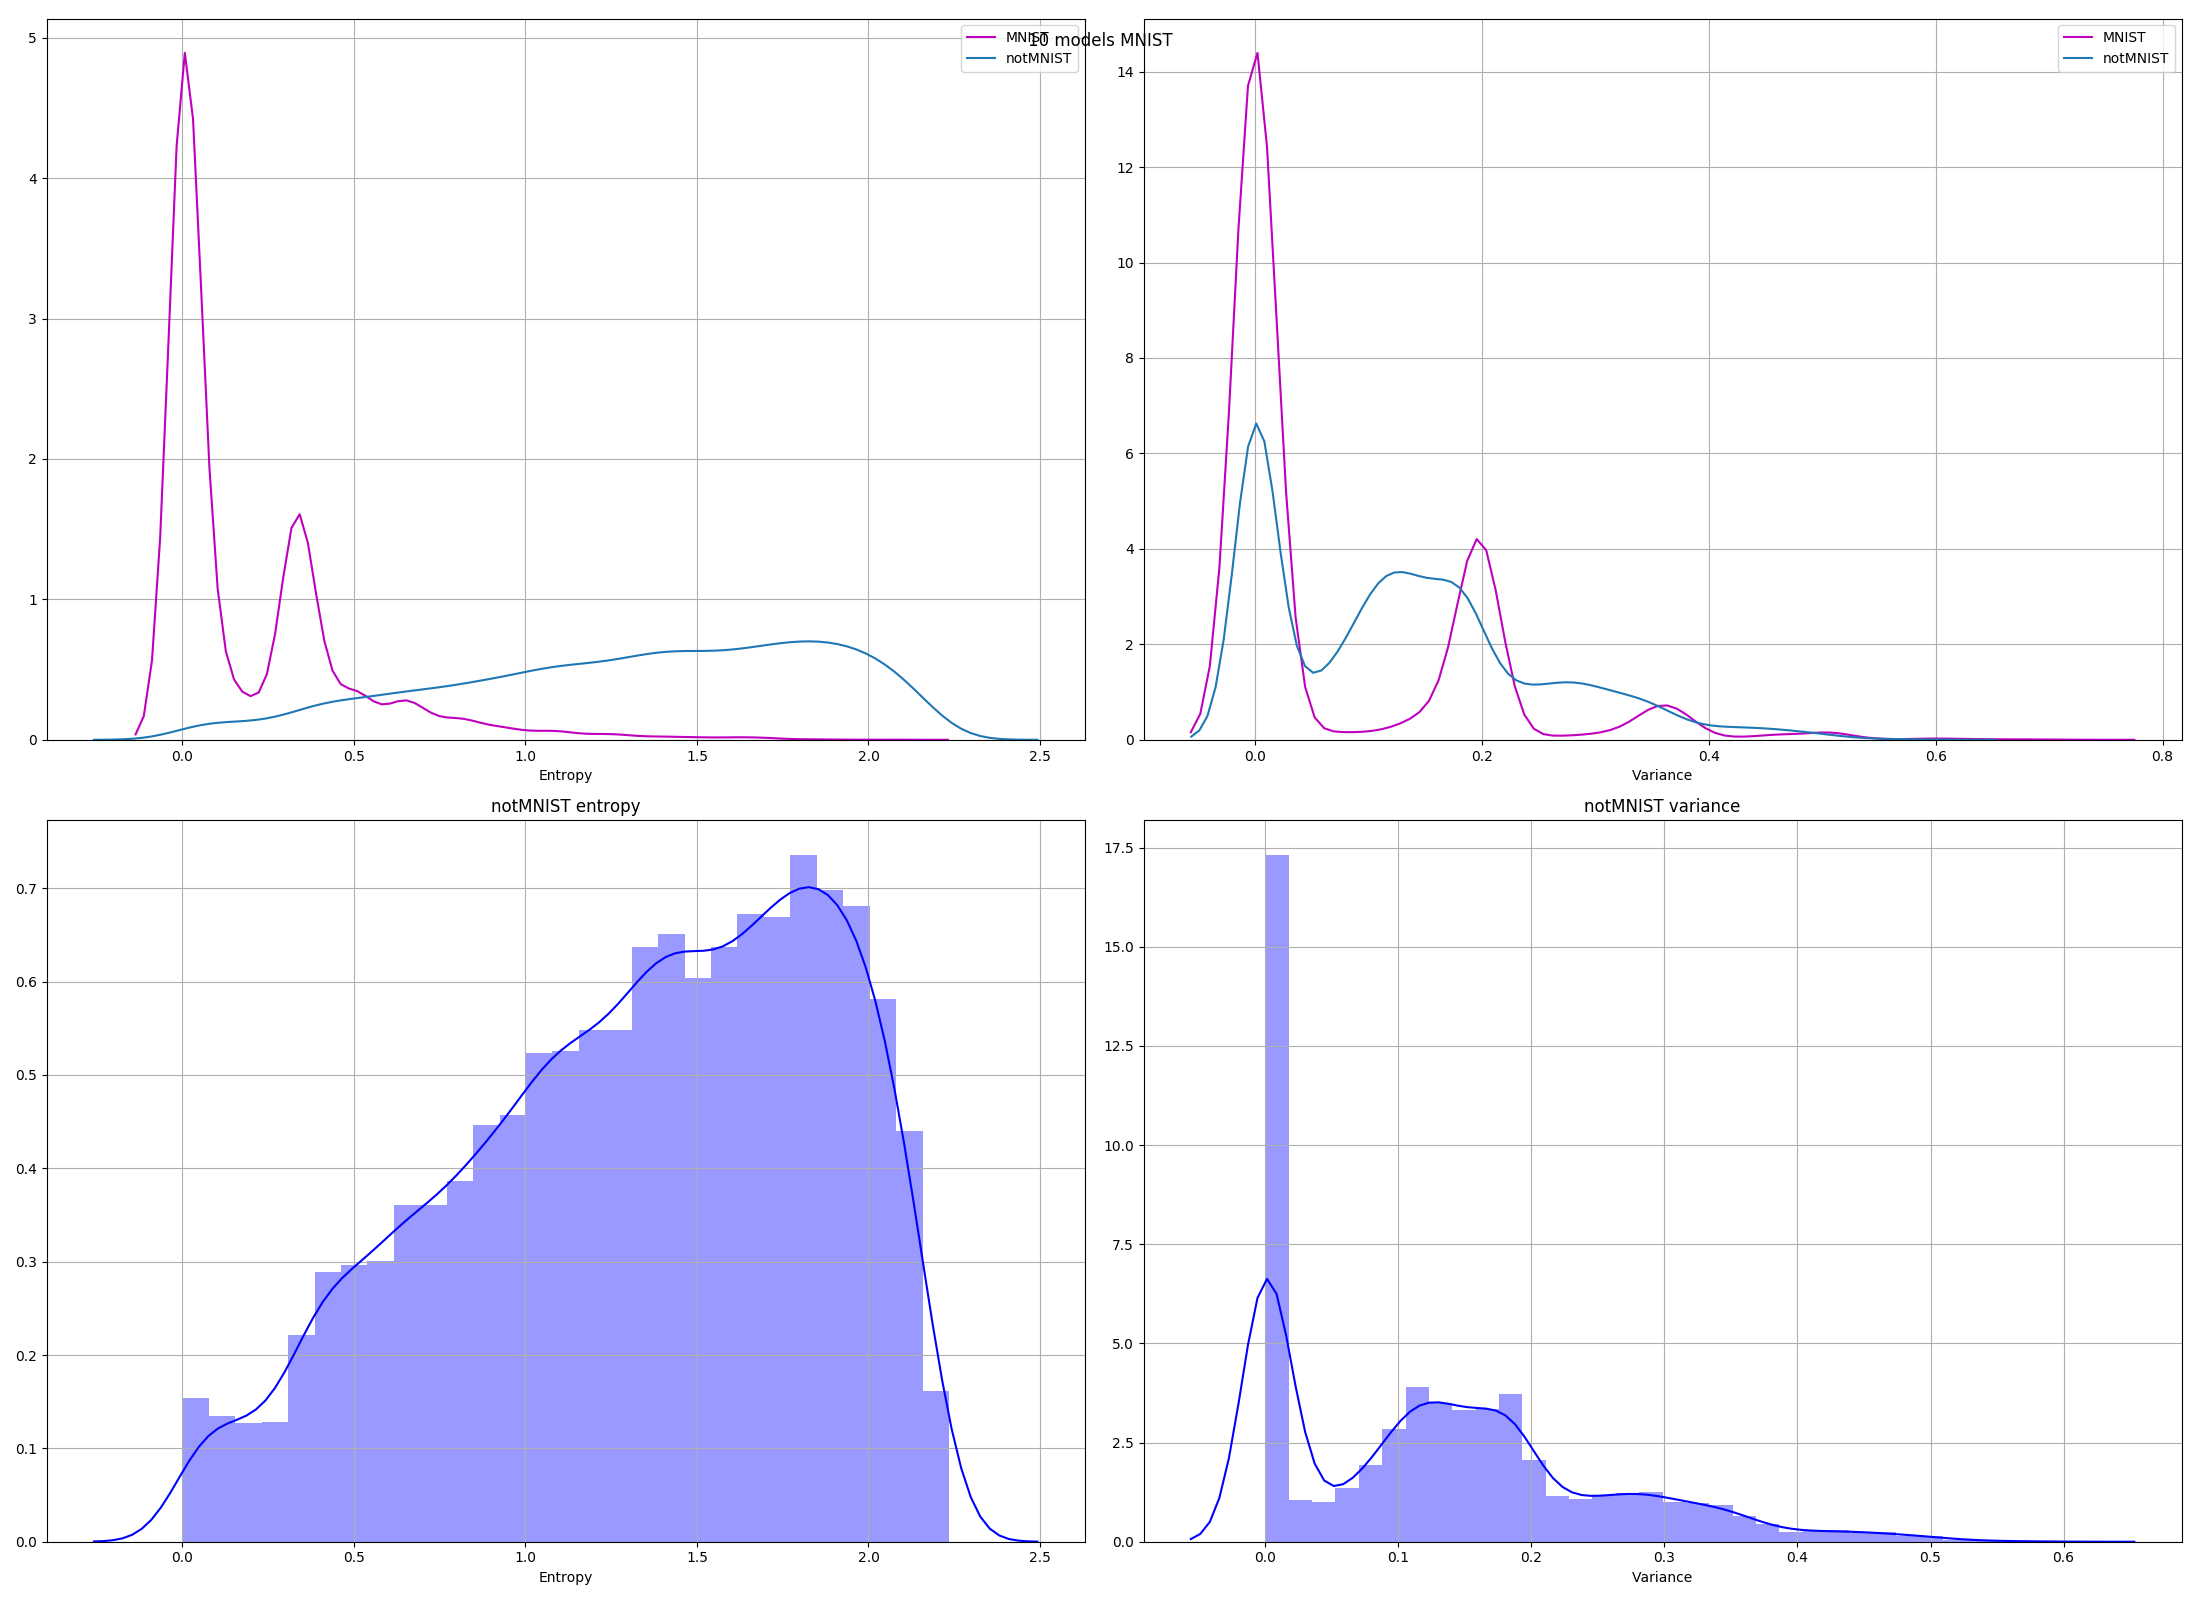 10 models MNIST
5
4
3
2
1
0
MNIST
notMNIST
0.0 0.5 1.0 1.5 2.0 2.5
Entropy
14
12
10
8
6
4
2
0
MNIST
notMNIST
0.0 0.2 0.4 0.6 0.8
Variance
notMNIST entropy
0.7
0.6
0.5
0.4
0.3
0.2
0.1
0.0
0.0 0.5 1.0 1.5 2.0 2.5
Entropy
notMNIST variance
17.5
15.0
12.5
10.0
7.5
5.0
2.5
0.0
0.0 0.1 0.2 0.3 0.4 0.5 0.6
Variance